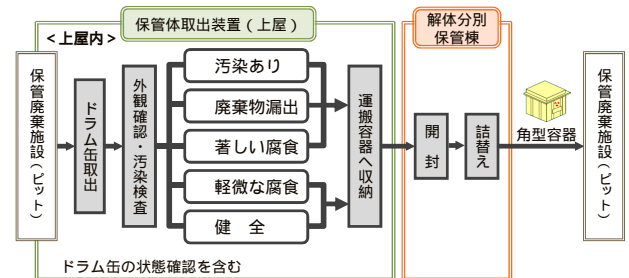 保管体取出装置(上屋)
解体分別
保管棟
<上屋内>
保管廃棄施設(ピット)
ドラム缶取出
外観確認・汚染検査
汚染あり
廃棄物漏出
著しい腐食
軽微な腐食
健 全
運搬容器へ収納
開封
詰替え
角型容器
保管廃棄施設(ピット)
ドラム缶の状態確認を含む